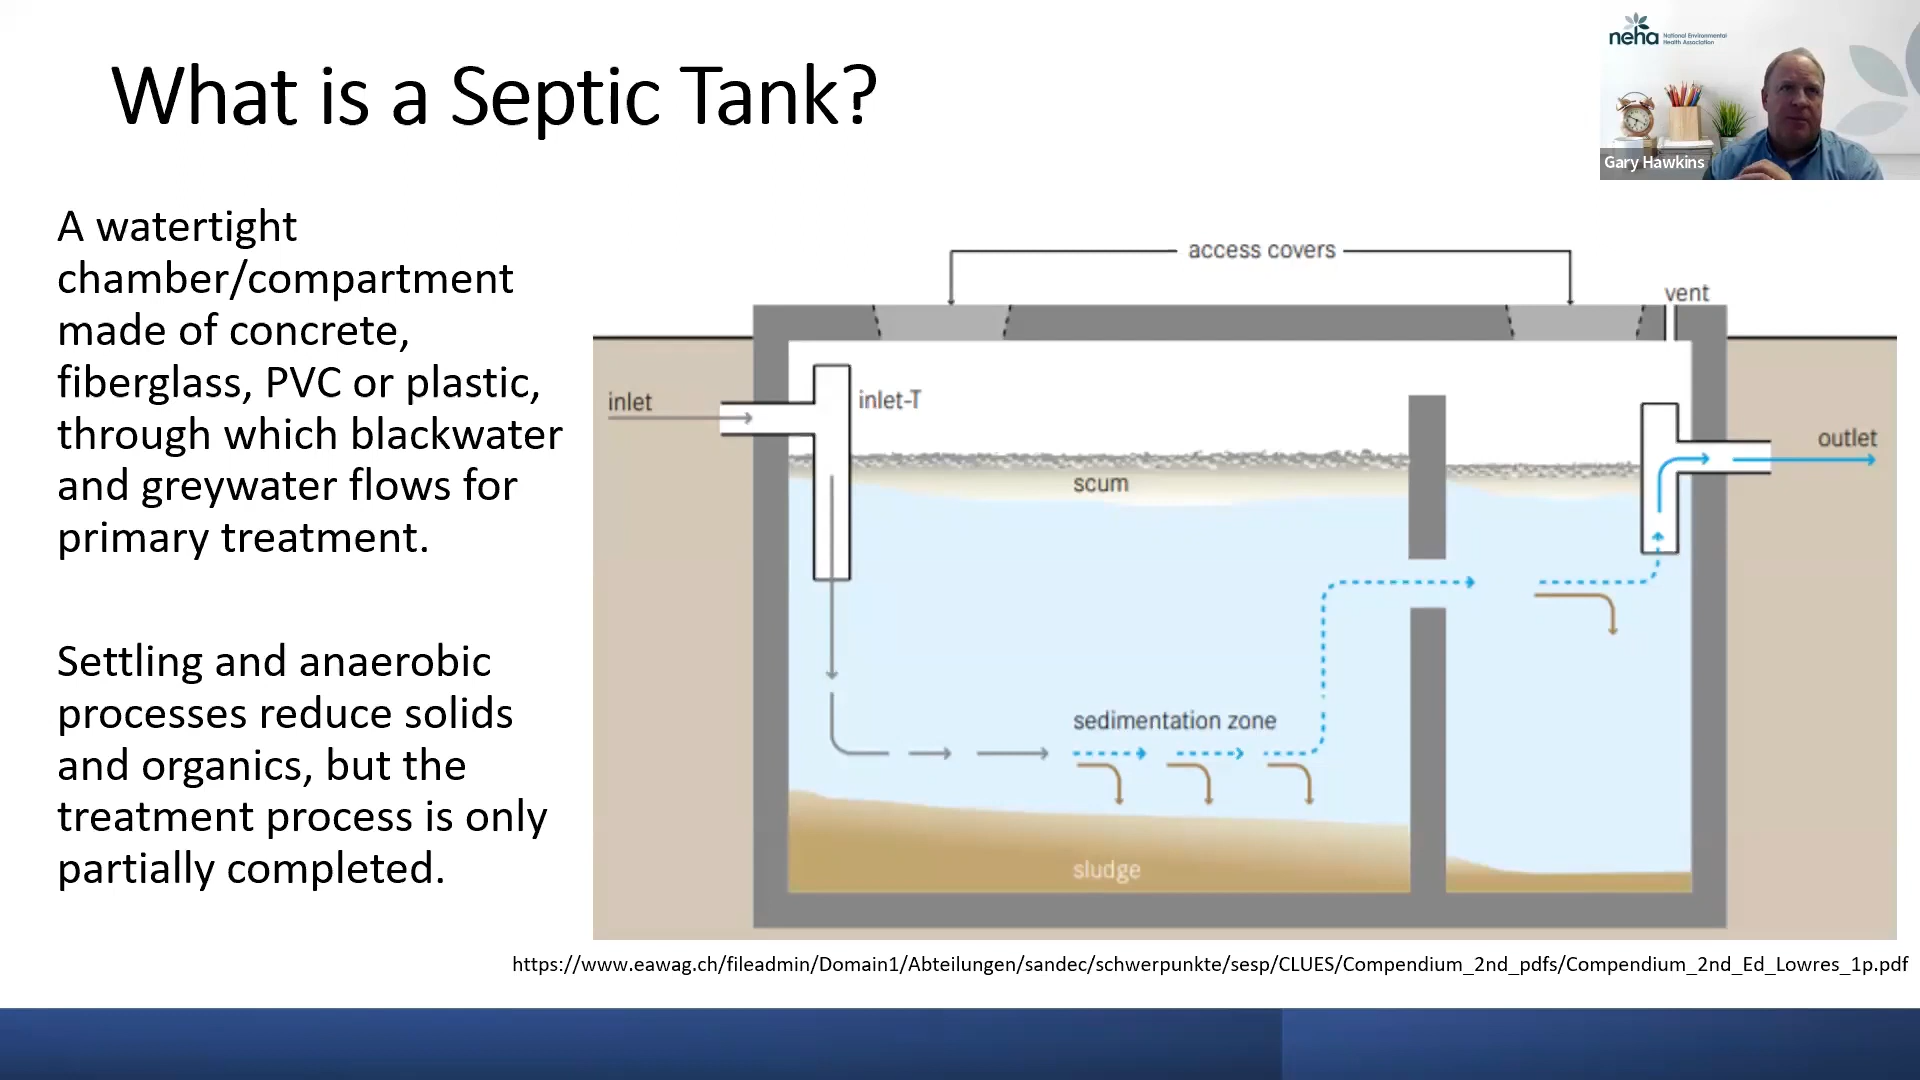 What is a Septic Tank?
neha National Environmental
Health Association
Gary Hawkins
A watertight
chamber/compartment
made of concrete,
fiberglass, PVC or plastic,
through which blackwater
and greywater flows for
primary treatment.
Settling and anaerobic
processes reduce solids
and organics, but the
treatment process is only
partially completed.
access covers
vent
inlet
inlet-T
outlet
scum
sedimentation zone
sludge
https://www.eawag.ch/fileadmin/Domain1/Abteilungen/sandec/schwerpunkte/sesp/CLUES/Compendium_2nd_pdfs/Compendium_2nd_Ed_Lowres_1p.pdf